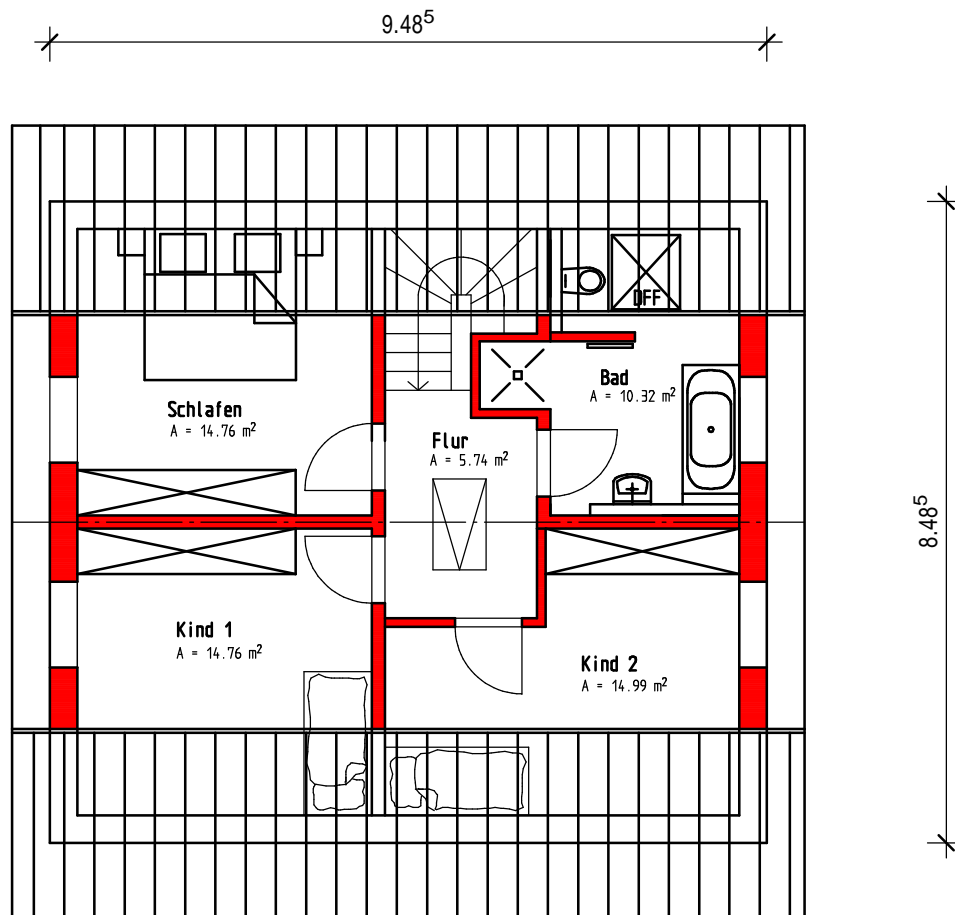 9.48⁵
DFF
Bad
A = 10.32 m²
Schlafen
A = 14.76 m²
Flur
A = 5.74 m²
8.48⁵
Kind 1
A = 14.76 m²
Kind 2
A = 14.99 m²